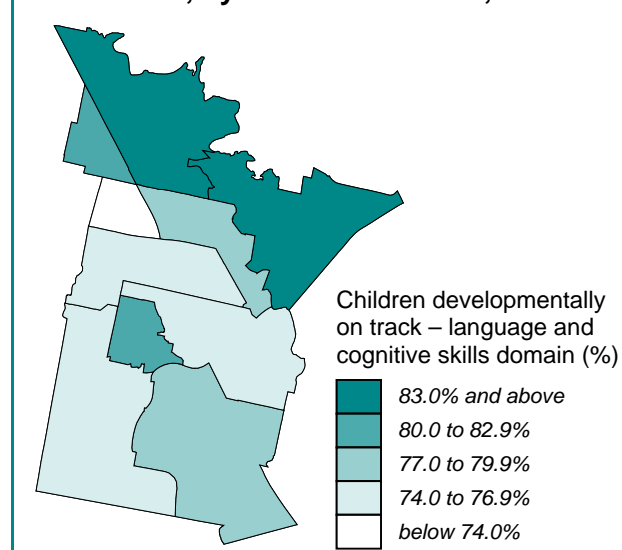 Children developmentally
on track – language and
cognitive skills domain (%)
83.0% and above
80.0 to 82.9%
77.0 to 79.9%
74.0 to 76.9%
below 74.0%